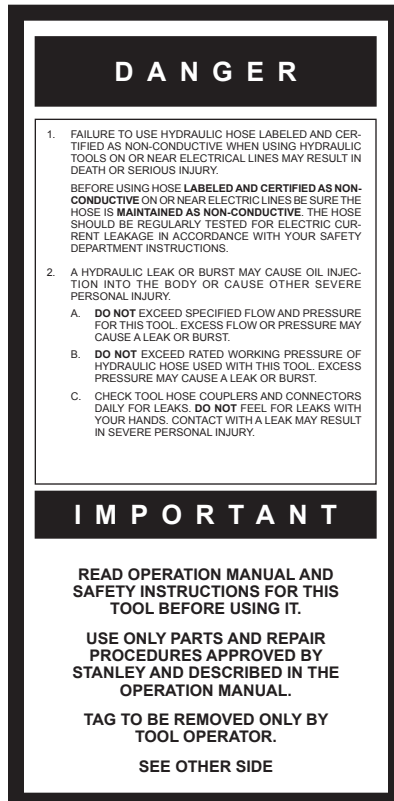 DANGER
1. FAILURE TO USE HYDRAULIC HOSE LABELED AND CER-
TIFIED AS NON-CONDUCTIVE WHEN USING HYDRAULIC
TOOLS ON OR NEAR ELECTRICAL LINES MAY RESULT IN
DEATH OR SERIOUS INJURY.
BEFORE USING HOSE LABELED AND CERTIFIED AS NON-
CONDUCTIVE ON OR NEAR ELECTRIC LINES BE SURE THE
HOSE IS MAINTAINED AS NON-CONDUCTIVE. THE HOSE
SHOULD BE REGULARLY TESTED FOR ELECTRIC CUR-
RENT LEAKAGE IN ACCORDANCE WITH YOUR SAFETY
DEPARTMENT INSTRUCTIONS.
2. A HYDRAULIC LEAK OR BURST MAY CAUSE OIL INJEC-
TION INTO THE BODY OR CAUSE OTHER SEVERE
PERSONAL INJURY.
A. DO NOT EXCEED SPECIFIED FLOW AND PRESSURE
FOR THIS TOOL. EXCESS FLOW OR PRESSURE MAY
CAUSE A LEAK OR BURST.
B. DO NOT EXCEED RATED WORKING PRESSURE OF
HYDRAULIC HOSE USED WITH THIS TOOL. EXCESS
PRESSURE MAY CAUSE A LEAK OR BURST.
C. CHECK TOOL HOSE COUPLERS AND CONNECTORS
DAILY FOR LEAKS. DO NOT FEEL FOR LEAKS WITH
YOUR HANDS. CONTACT WITH A LEAK MAY RESULT
IN SEVERE PERSONAL INJURY.
IMPORTANT
READ OPERATION MANUAL AND
SAFETY INSTRUCTIONS FOR THIS
TOOL BEFORE USING IT.
USE ONLY PARTS AND REPAIR
PROCEDURES APPROVED BY
STANLEY AND DESCRIBED IN THE
OPERATION MANUAL.
TAG TO BE REMOVED ONLY BY
TOOL OPERATOR.
SEE OTHER SIDE